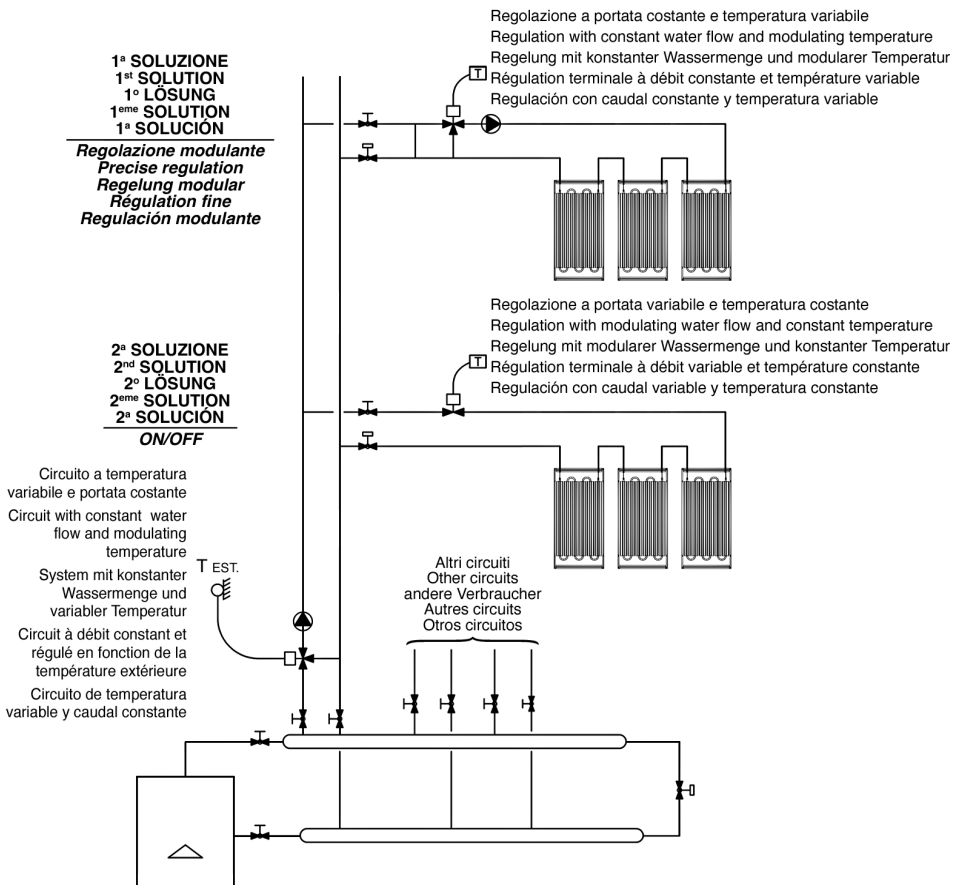 Regolazione a portata costante e temperatura variabile
Regulation with constant water flow and modulating temperature
Regelung mit konstanter Wassermenge und modularer Temperatur
T
Régulation terminale à débit constante et température variable
Regulación con caudal constante y temperatura variable
1ª SOLUZIONE
1st SOLUTION
1º LÖSUNG
1eme SOLUTION
1ª SOLUCIÓN
Regolazione modulante
Precise regulation
Regelung modular
Régulation fine
Regulación modulante
Regolazione a portata variabile e temperatura costante
Regulation with modulating water flow and constant temperature
Regelung mit modularer Wassermenge und konstanter Temperatur
T
Régulation terminale à débit variable et température constante
Regulación con caudal variable y temperatura constante
2ª SOLUZIONE
2nd SOLUTION
2º LÖSUNG
2eme SOLUTION
2ª SOLUCIÓN
ON/OFF
Circuito a temperatura
variabile e portata costante
Circuit with constant water
flow and modulating
temperature
System mit konstanter
Wassermenge und
variabler Temperatur
Circuit à débit constant et
régulé en fonction de la
température extérieure
Circuito de temperatura
variable y caudal constante
T EST.
Altri circuiti
Other circuits
andere Verbraucher
Autres circuits
Otros circuitos